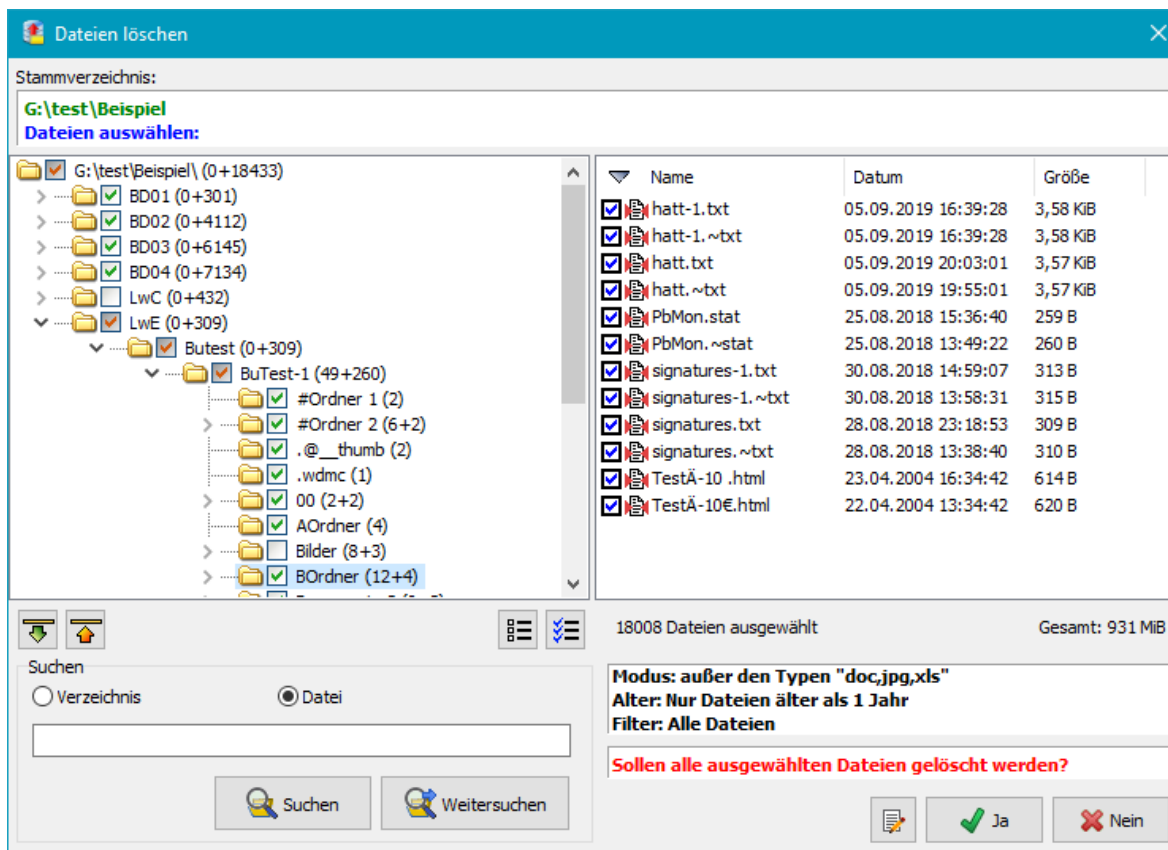 Dateien löschen
Stammverzeichnis:
G:\test\Beispiel
Dateien auswählen:
G:\test\Beispiel\ (0+18433)
BD01 (0+301)
BD02 (0+4112)
BD03 (0+6145)
BD04 (0+7134)
LwC (0+432)
LwE (0+309)
Butest (0+309)
BuTest-1 (49+260)
#Ordner 1 (2)
#Ordner 2 (6+2)
.@__thumb (2)
.wdmc (1)
00 (2+2)
AOrdner (4)
Bilder (8+3)
BOrdner (12+4)
Name Datum Größe
hatt-1.txt 05.09.2019 16:39:28 3,58 KiB
hatt-1.~txt 05.09.2019 16:39:28 3,58 KiB
hatt.txt 05.09.2019 20:03:01 3,57 KiB
hatt.~txt 05.09.2019 19:55:01 3,57 KiB
PbMon.stat 25.08.2018 15:36:40 259 B
PbMon.~stat 25.08.2018 13:49:22 260 B
signatures-1.txt 30.08.2018 14:59:07 313 B
signatures-1.~txt 30.08.2018 13:58:31 315 B
signatures.txt 28.08.2018 23:18:53 309 B
signatures.~txt 28.08.2018 13:38:40 310 B
TestÄ-10 .html 23.04.2004 16:34:42 614 B
TestÄ-10€.html 22.04.2004 13:34:42 620 B
18008 Dateien ausgewählt Gesamt: 931 MiB
Suchen
Verzeichnis Datei
Suchen Weitersuchen
Modus: außer den Typen "doc,jpg,xls"
Alter: Nur Dateien älter als 1 Jahr
Filter: Alle Dateien
Sollen alle ausgewählten Dateien gelöscht werden?
Ja Nein